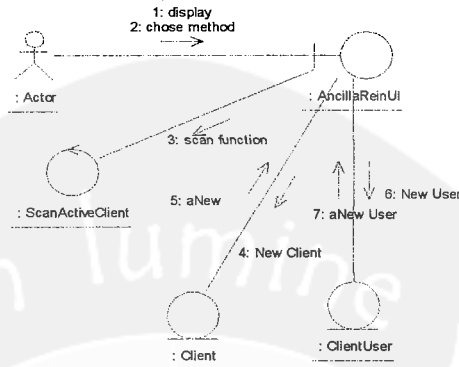 1: display
2: chose method
: Actor
: AncillaReinUI
3: scan function
: ScanActiveClient
5: aNew
6: New User
7: aNew User
4: New Client
: Client
: ClientUser
lumine